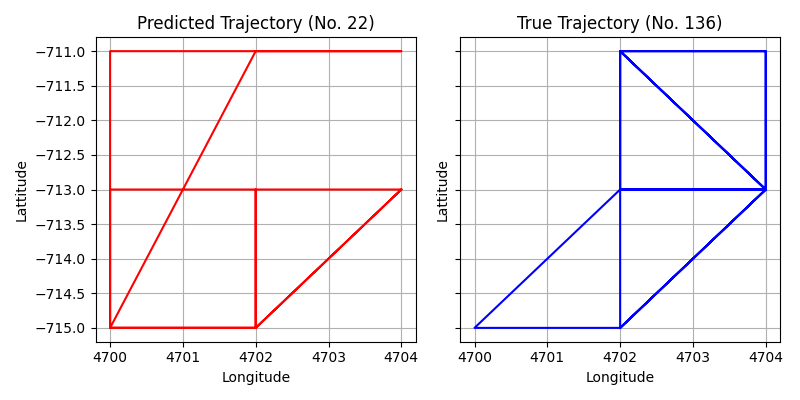 Predicted Trajectory (No. 22)
True Trajectory (No. 136)
Lattitude
−711.0
−711.5
−712.0
−712.5
−713.0
−713.5
−714.0
−714.5
−715.0
4700 4701 4702 4703 4704
Longitude
Lattitude
4700 4701 4702 4703 4704
Longitude